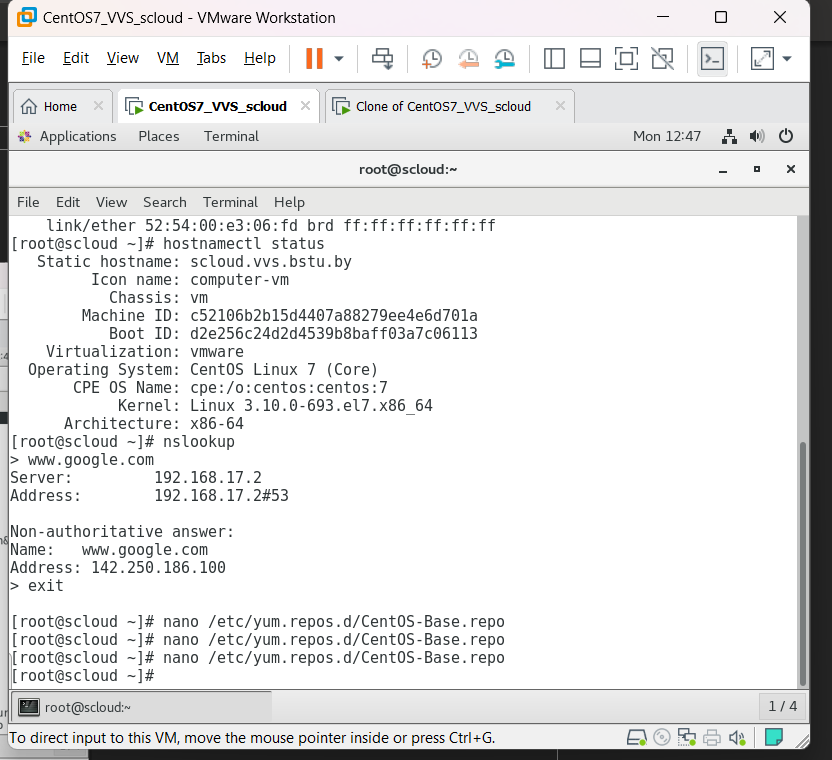 CentOS7_VVS_scloud - VMware Workstation
File Edit View VM Tabs Help
Home CentOS7_VVS_scloud Clone of CentOS7_VVS_scloud
Applications Places Terminal Mon 12:47
root@scloud:~
File Edit View Search Terminal Help
link/ether 52:54:00:e3:06:fd brd ff:ff:ff:ff:ff:ff
[root@scloud ~]# hostnamectl status
Static hostname: scloud.vvs.bstu.by
Icon name: computer-vm
Chassis: vm
Machine ID: c52106b2b15d4407a88279ee4e6d701a
Boot ID: d2e256c24d2d4539b8baff03a7c06113
Virtualization: vmware
Operating System: CentOS Linux 7 (Core)
CPE OS Name: cpe:/o:centos:centos:7
Kernel: Linux 3.10.0-693.el7.x86_64
Architecture: x86-64
[root@scloud ~]# nslookup
> www.google.com
Server: 192.168.17.2
Address: 192.168.17.2#53
Non-authoritative answer:
Name: www.google.com
Address: 142.250.186.100
> exit
[root@scloud ~]# nano /etc/yum.repos.d/CentOS-Base.repo
[root@scloud ~]# nano /etc/yum.repos.d/CentOS-Base.repo
[root@scloud ~]# nano /etc/yum.repos.d/CentOS-Base.repo
[root@scloud ~]#
root@scloud:~ 1 / 4
To direct input to this VM, move the mouse pointer inside or press Ctrl+G.